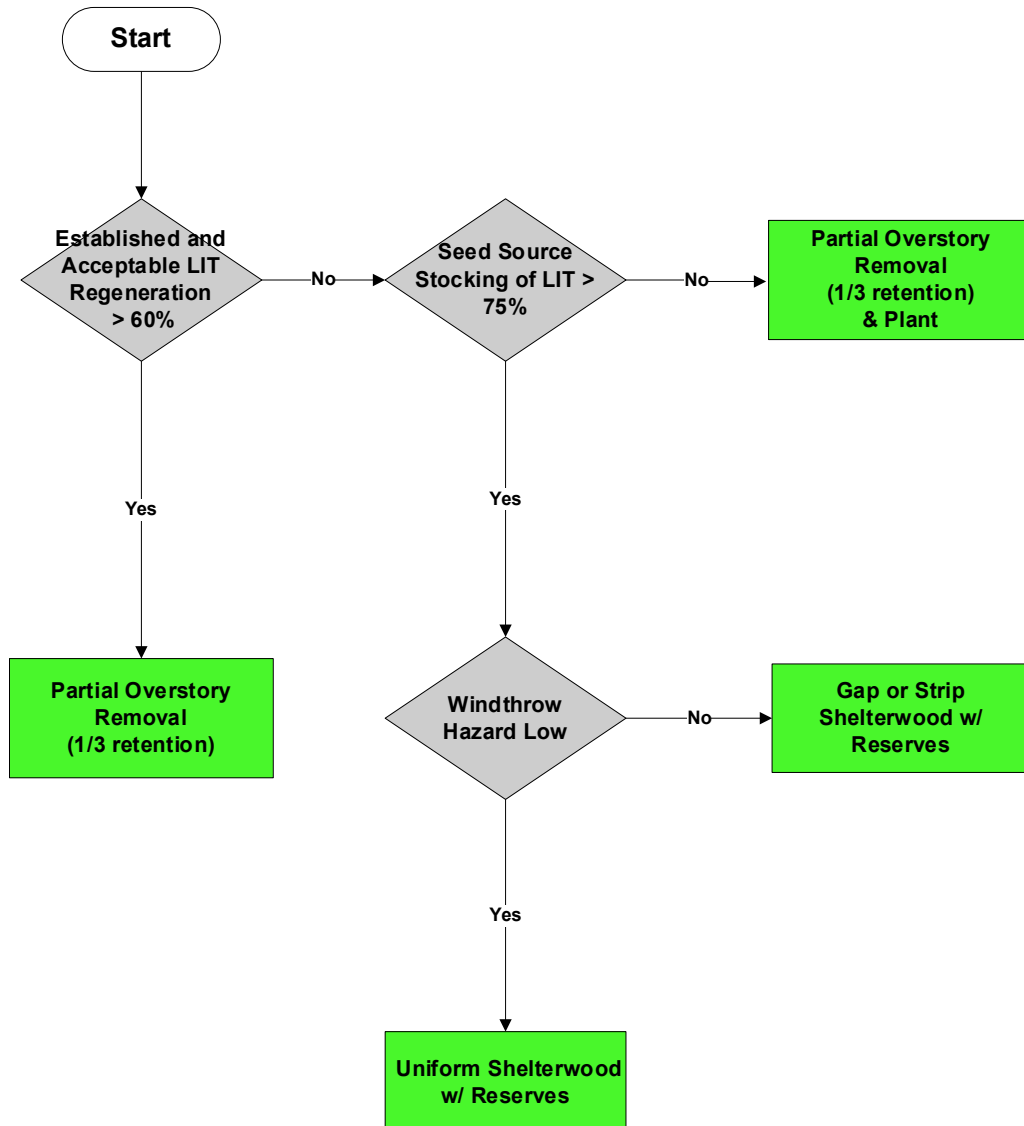 Start
Established and
Acceptable LIT
Regeneration
> 60%
No
Seed Source
Stocking of LIT >
75%
No
Partial Overstory
Removal
(1/3 retention)
& Plant
Yes
Yes
Partial Overstory
Removal
(1/3 retention)
Windthrow
Hazard Low
No
Gap or Strip
Shelterwood w/
Reserves
Yes
Uniform Shelterwood
w/ Reserves